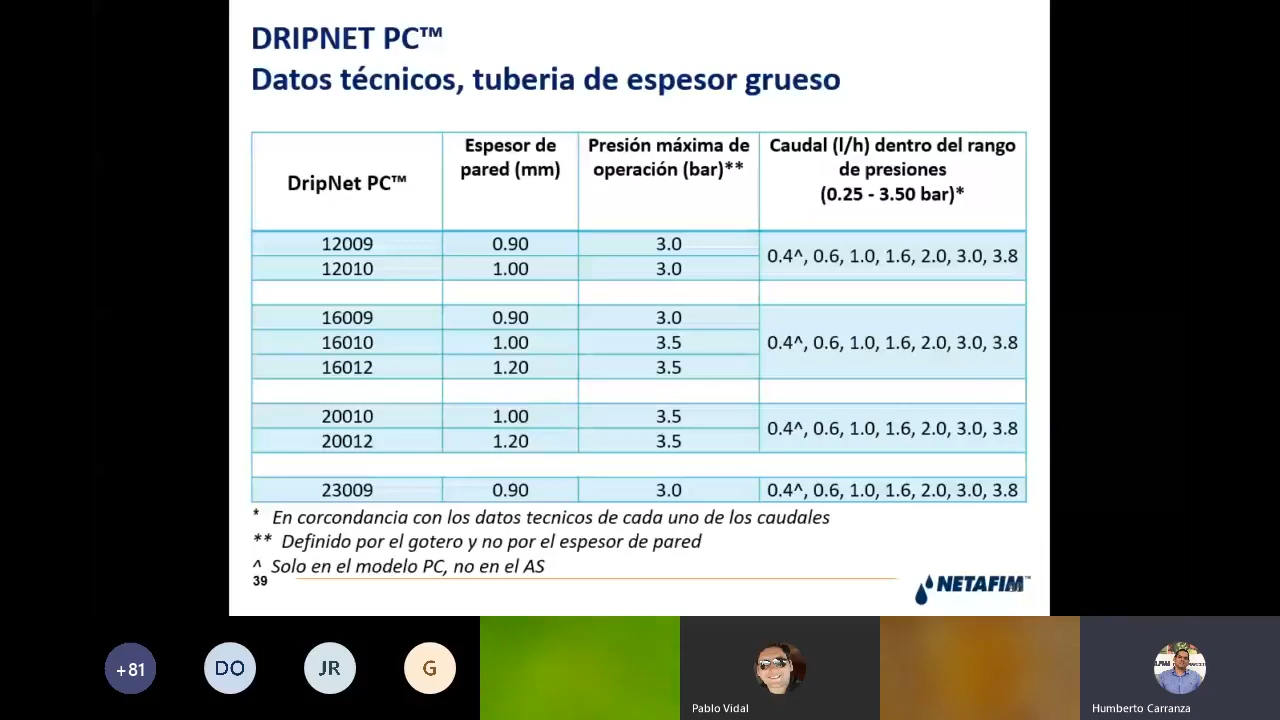 DRIPNET PC™
Datos técnicos, tuberia de espesor grueso
DripNet PC™
Espesor de
pared (mm)
Presión máxima de
operación (bar)**
Caudal (l/h) dentro del rango
de presiones
(0.25 - 3.50 bar)*
12009 0.90 3.0
0.4^, 0.6, 1.0, 1.6, 2.0, 3.0, 3.8
12010 1.00 3.0
16009 0.90 3.0
16010 1.00 3.5 0.4^, 0.6, 1.0, 1.6, 2.0, 3.0, 3.8
16012 1.20 3.5
20010 1.00 3.5
0.4^, 0.6, 1.0, 1.6, 2.0, 3.0, 3.8
20012 1.20 3.5
23009 0.90 3.0 0.4^, 0.6, 1.0, 1.6, 2.0, 3.0, 3.8
* En corcondancia con los datos tecnicos de cada uno de los caudales
** Definido por el gotero y no por el espesor de pared
^ Solo en el modelo PC, no en el AS
39
NETAFIM™
+81
DO
JR
G
Pablo Vidal
Humberto Carranza